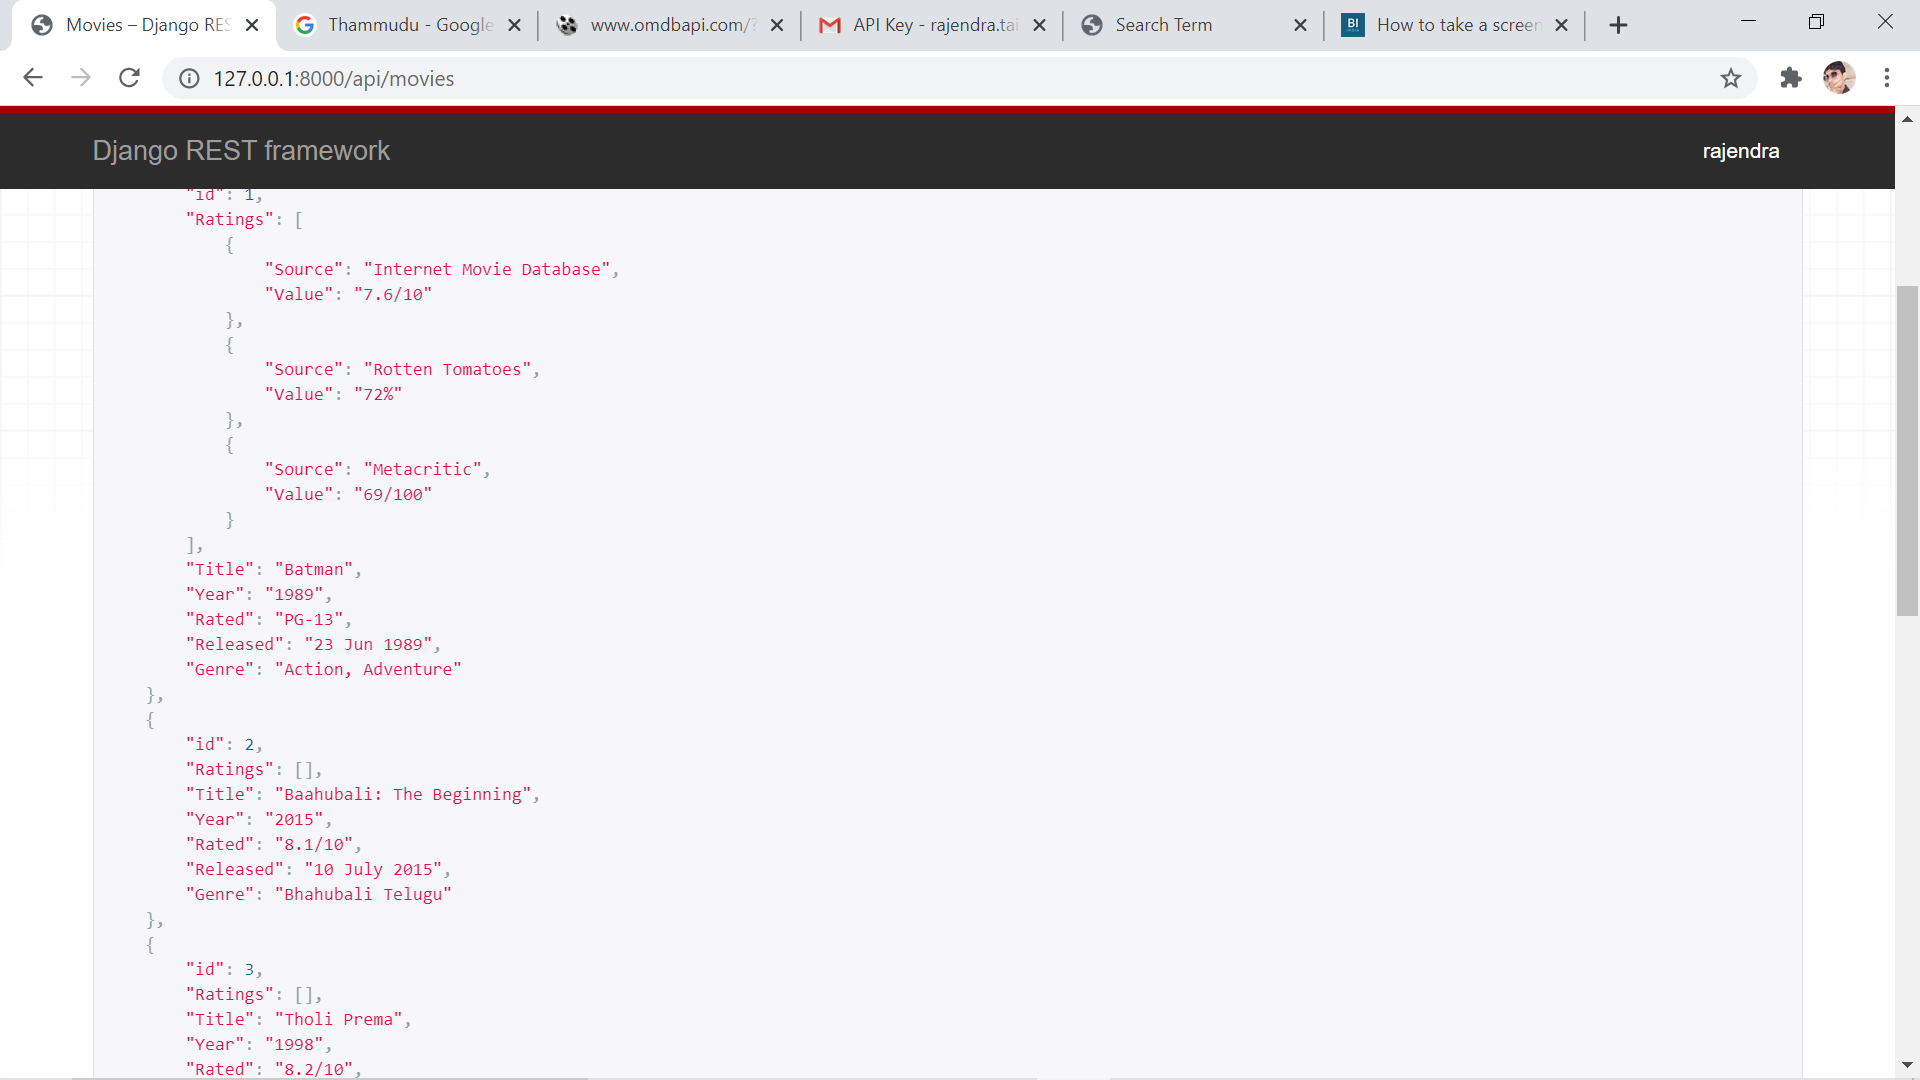 Movies – Django RES
Thammudu - Google
www.omdbapi.com/?
API Key - rajendra.tai
Search Term
BI
How to take a screen
127.0.0.1:8000/api/movies
Django REST framework
rajendra
"id": 1,
"Ratings": [
{
"Source": "Internet Movie Database",
"Value": "7.6/10"
},
{
"Source": "Rotten Tomatoes",
"Value": "72%"
},
{
"Source": "Metacritic",
"Value": "69/100"
}
],
"Title": "Batman",
"Year": "1989",
"Rated": "PG-13",
"Released": "23 Jun 1989",
"Genre": "Action, Adventure"
},
{
"id": 2,
"Ratings": [],
"Title": "Baahubali: The Beginning",
"Year": "2015",
"Rated": "8.1/10",
"Released": "10 July 2015",
"Genre": "Bhahubali Telugu"
},
{
"id": 3,
"Ratings": [],
"Title": "Tholi Prema",
"Year": "1998",
"Rated": "8.2/10",